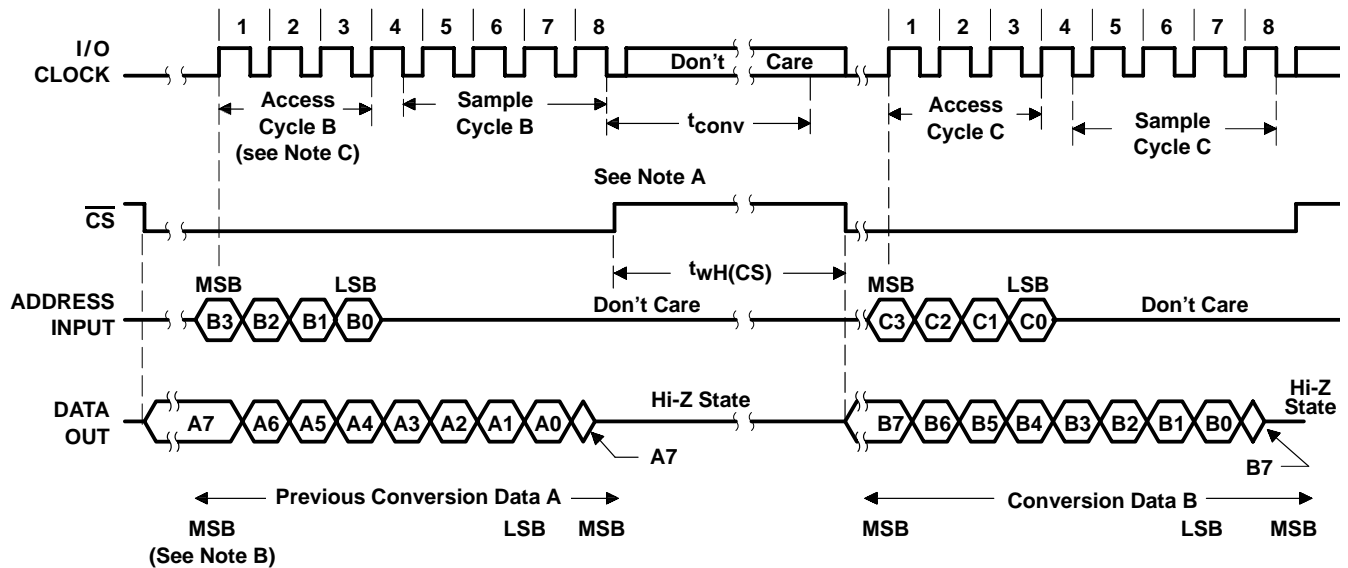 1 2 3 4 5 6 7 8 1 2 3 4 5 6 7 8
I/O
CLOCK
Don't Care
Access
Cycle B
(see Note C)
Sample
Cycle B
tconv
Access
Cycle C
Sample
Cycle C
See Note A
CS
twH(CS)
MSB LSB MSB LSB
ADDRESS
INPUT
B3 B2 B1 B0 Don't Care C3 C2 C1 C0 Don't Care
DATA
OUT
A7 A6 A5 A4 A3 A2 A1 A0 Hi-Z State B7 B6 B5 B4 B3 B2 B1 B0
Hi-Z
State
A7 B7
Previous Conversion Data A Conversion Data B
MSB LSB MSB MSB LSB MSB
(See Note B)